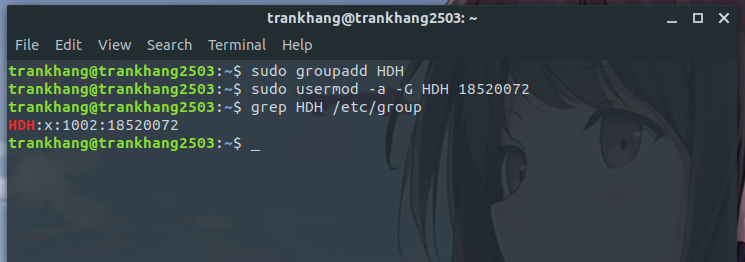 trankhang@trankhang2503: ~
File Edit View Search Terminal Help
trankhang@trankhang2503:~$ sudo groupadd HDH
trankhang@trankhang2503:~$ sudo usermod -a -G HDH 18520072
trankhang@trankhang2503:~$ grep HDH /etc/group
HDH:x:1002:18520072
trankhang@trankhang2503:~$ _